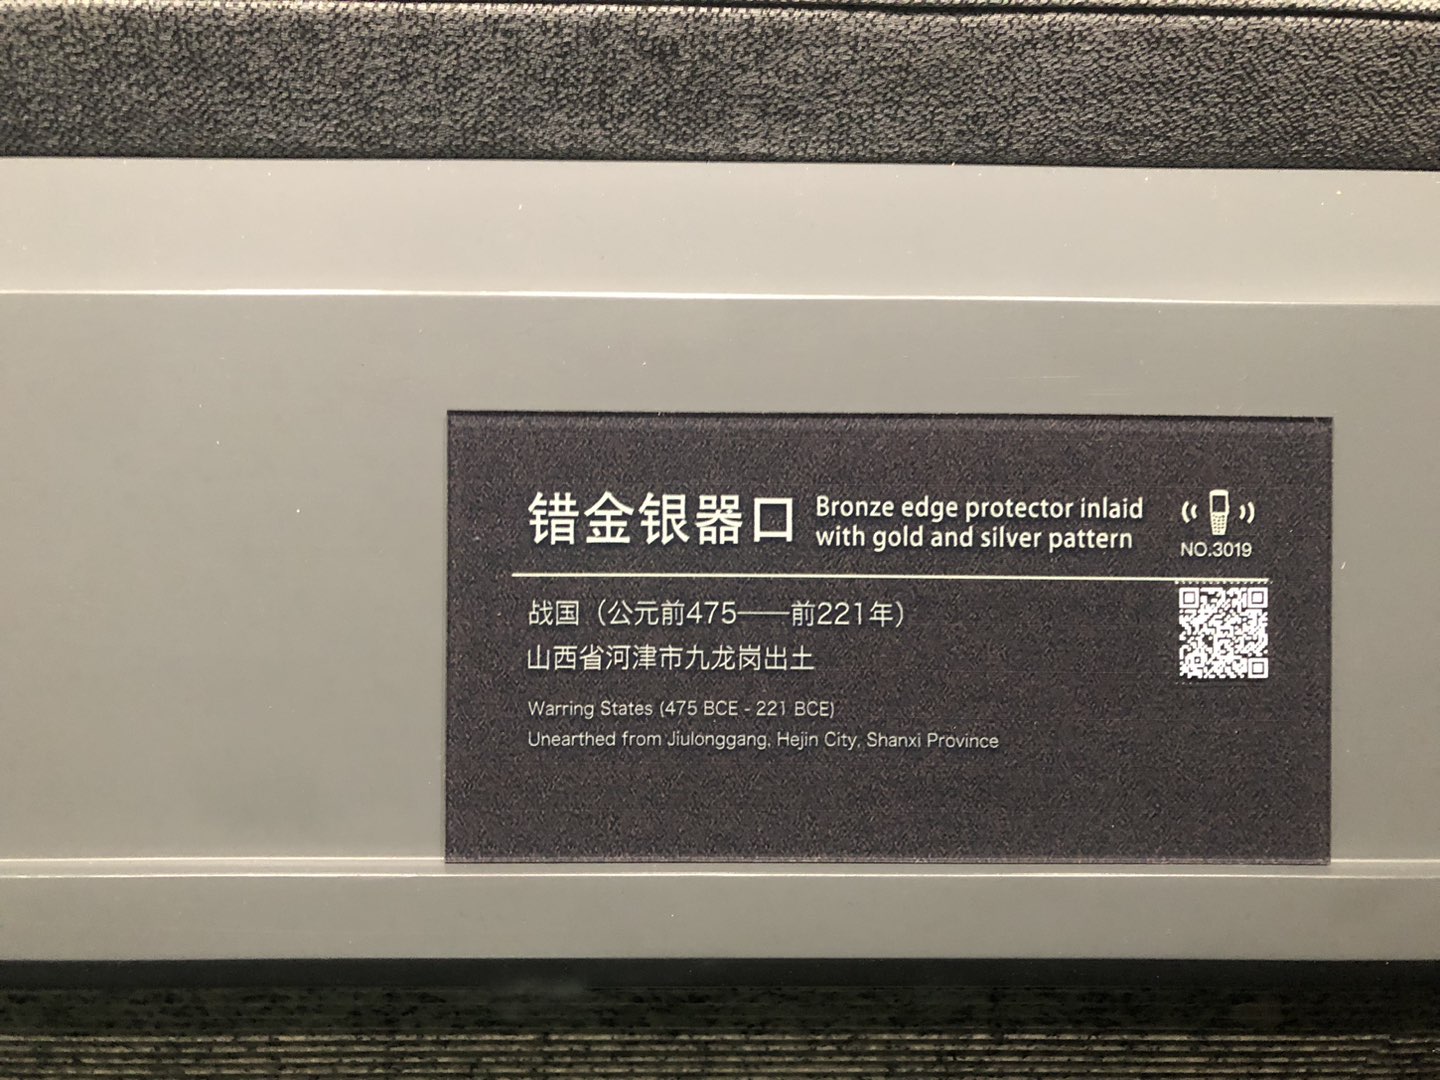 错金银器口
Bronze edge protector inlaid
with gold and silver pattern
NO.3019
战国（公元前475——前221年）
山西省河津市九龙岗出土
Warring States (475 BCE - 221 BCE)
Unearthed from Jiulonggang, Hejin City, Shanxi Province